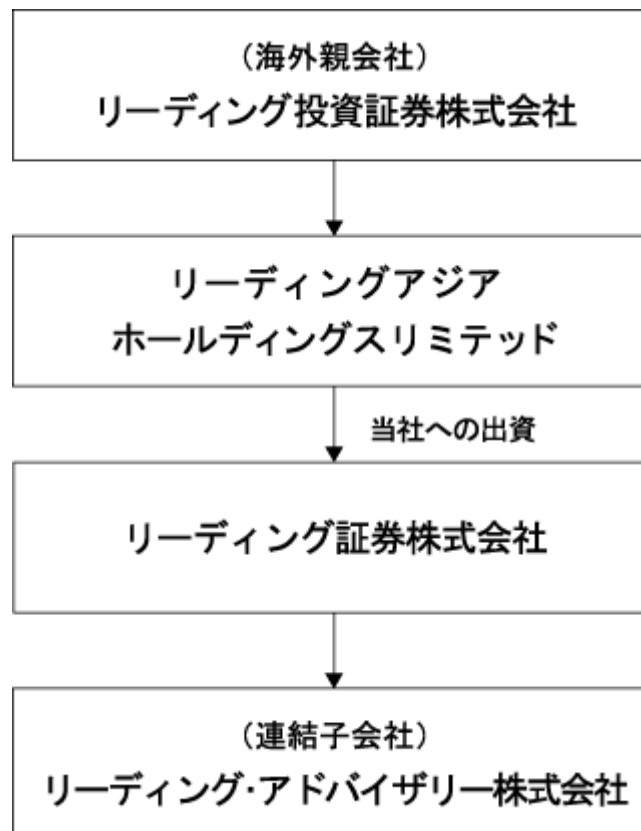 （海外親会社）
リーディング投資証券株式会社
リーディングアジア
ホールディングスリミテッド
当社への出資
リーディング証券株式会社
（連結子会社）
リーディング・アドバイザリー株式会社